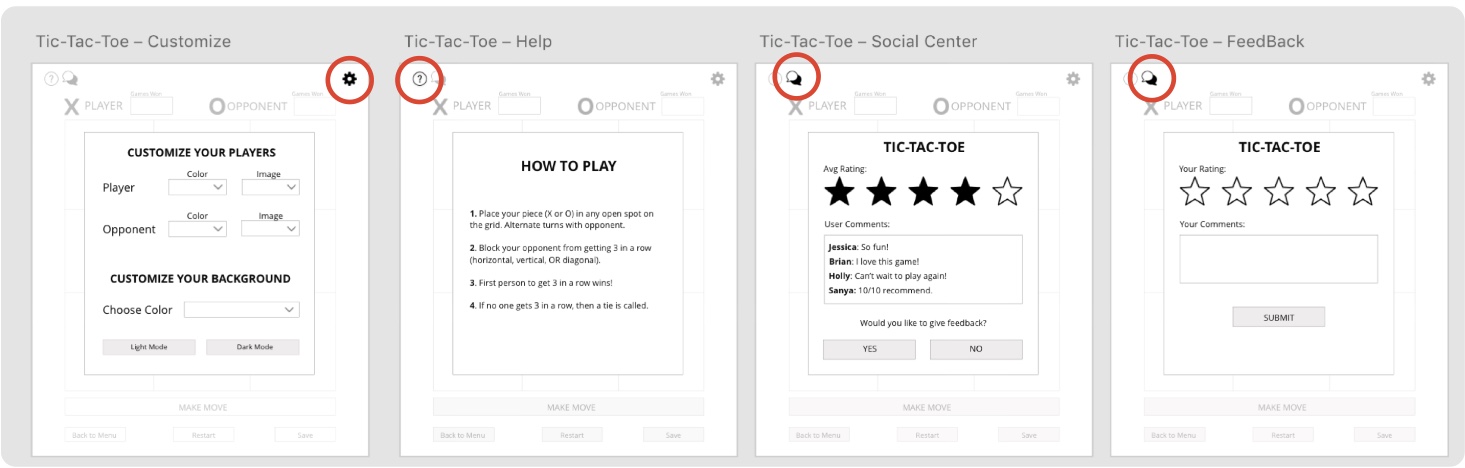 Tic-Tac-Toe – Customize
?
Games Won
Games Won
X PLAYER
O OPPONENT
CUSTOMIZE YOUR PLAYERS
Color
Image
Player
Color
Image
Opponent
CUSTOMIZE YOUR BACKGROUND
Choose Color
Light Mode
Dark Mode
MAKE MOVE
Back to Menu
Restart
Save
Tic-Tac-Toe – Help
?
Games Won
Games Won
X PLAYER
O OPPONENT
HOW TO PLAY
1. Place your piece (X or O) in any open spot on
the grid. Alternate turns with opponent.
2. Block your opponent from getting 3 in a row
(horizontal, vertical, OR diagonal).
3. First person to get 3 in a row wins!
4. If no one gets 3 in a row, then a tie is called.
MAKE MOVE
Back to Menu
Restart
Save
Tic-Tac-Toe – Social Center
Games Won
Games Won
X PLAYER
O OPPONENT
TIC-TAC-TOE
Avg Rating:
User Comments:
Jessica: So fun!
Brian: I love this game!
Holly: Can't wait to play again!
Sanya: 10/10 recommend.
Would you like to give feedback?
YES
NO
MAKE MOVE
Back to Menu
Restart
Save
Tic-Tac-Toe – FeedBack
Games Won
Games Won
X PLAYER
O OPPONENT
TIC-TAC-TOE
Your Rating:
Your Comments:
SUBMIT
MAKE MOVE
Back to Menu
Restart
Save